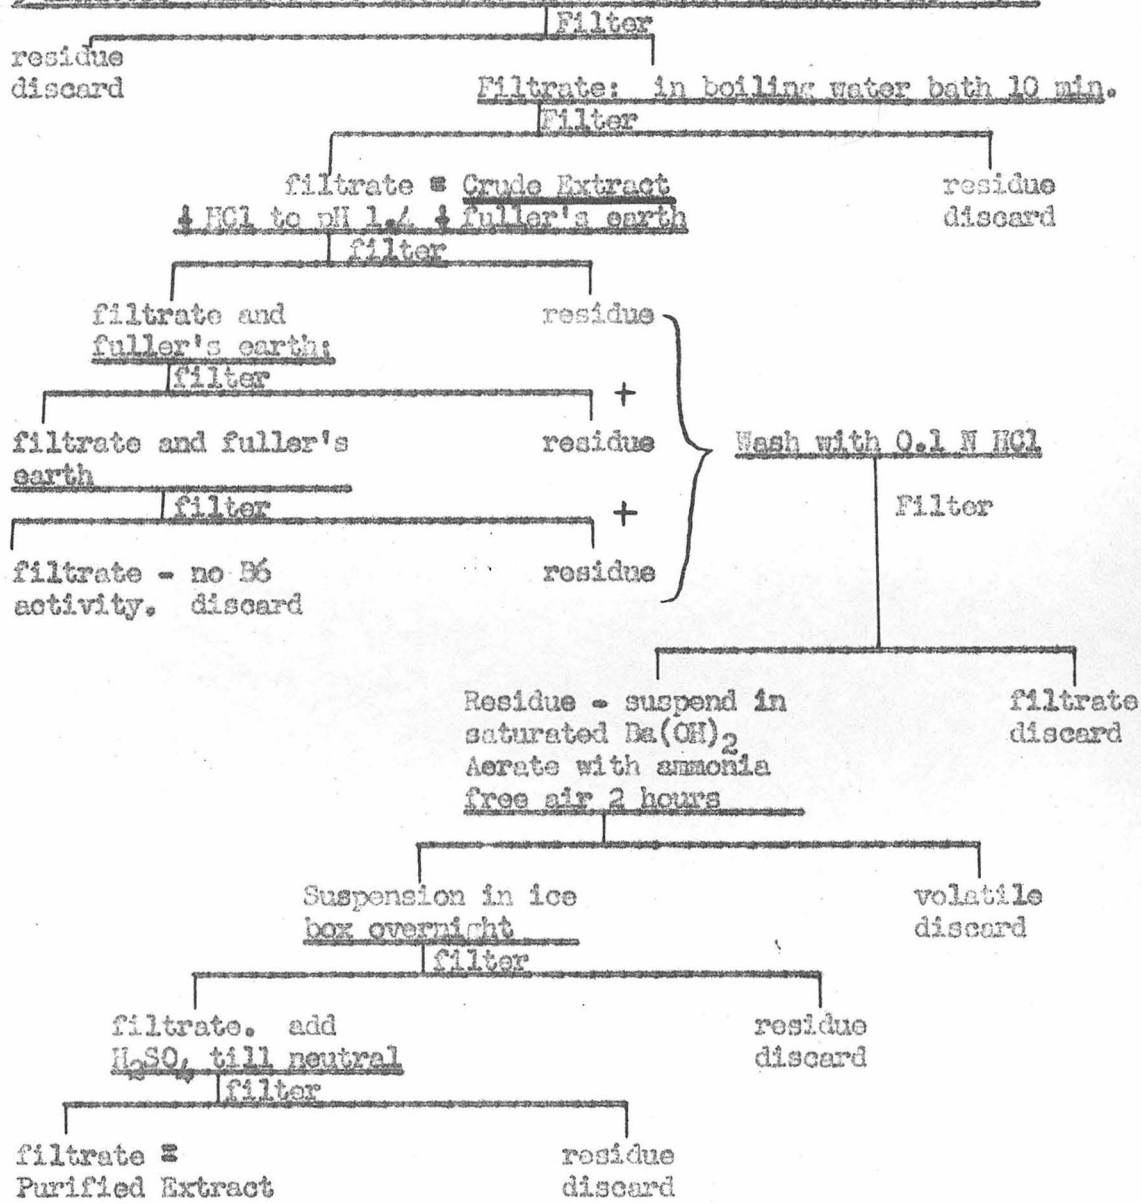 Filter
residue
discard
Filtrate: in boiling water bath 10 min.
Filter
filtrate = Crude Extract
residue
discard
+ HCl to pH 1.4 + fuller's earth
filter
filtrate and
fuller's earth:
residue
filter
+
filtrate and fuller's
earth
residue
Wash with 0.1 N HCl
filter
+
Filter
filtrate - no B6
activity. discard
residue
Residue - suspend in
saturated Ba(OH)2
Aerate with ammonia
free air 2 hours
filtrate
discard
Suspension in ice
box overnight
volatile
discard
filter
filtrate. add
H2SO4 till neutral
residue
discard
filter
filtrate =
Purified Extract
residue
discard